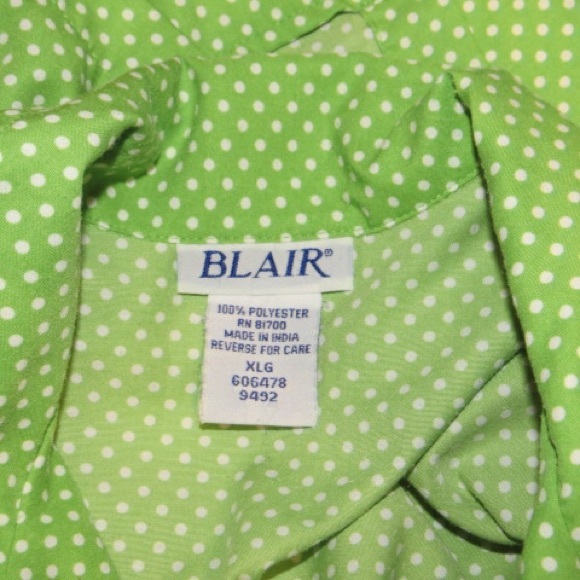 BLAIR®
100% POLYESTER
RN 81700
MADE IN INDIA
REVERSE FOR CARE
XLG
606478
9492